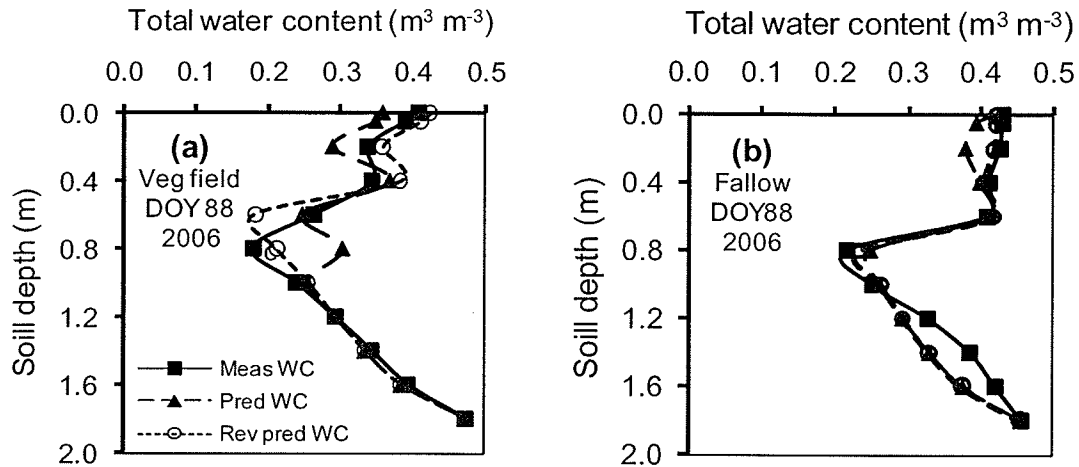 Total water content (m³ m⁻³)
0.0 0.1 0.2 0.3 0.4 0.5
0.0
0.4
0.8
1.2
1.6
2.0
Soill depth (m)
(a)
Veg field
DOY 88
2006
Meas WC
Pred WC
Rev pred WC
Total water content (m³ m⁻³)
0.0 0.1 0.2 0.3 0.4 0.5
0.0
0.4
0.8
1.2
1.6
2.0
Soill depth (m)
(b)
Fallow
DOY88
2006